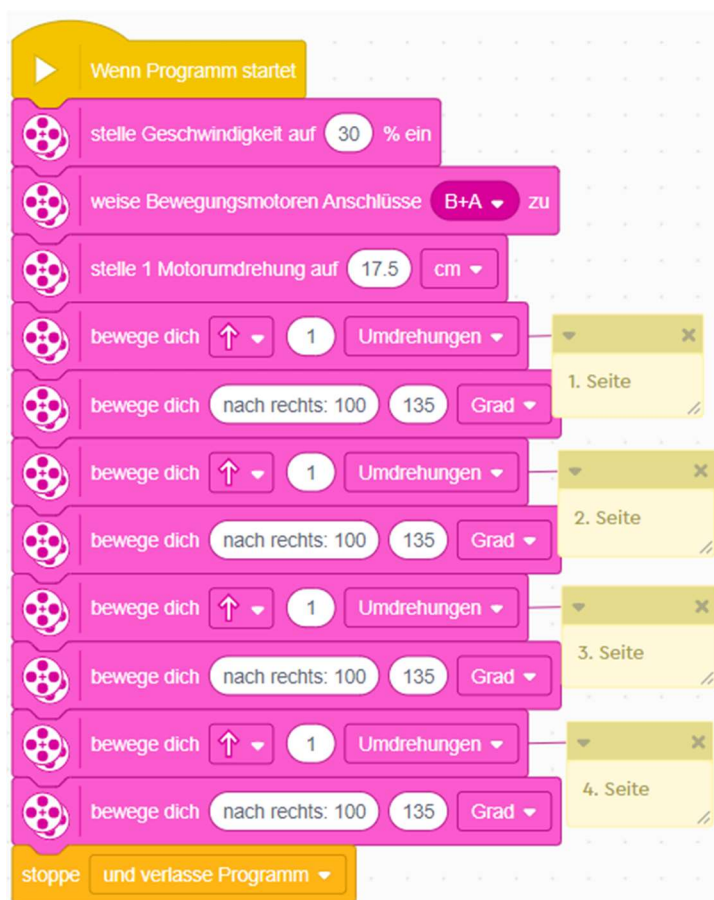 Wenn Programm startet
stelle Geschwindigkeit auf 30 % ein
weise Bewegungsmotoren Anschlüsse B+A zu
stelle 1 Motorumdrehung auf 17.5 cm
bewege dich 1 Umdrehungen
1. Seite
bewege dich nach rechts: 100 135 Grad
bewege dich 1 Umdrehungen
2. Seite
bewege dich nach rechts: 100 135 Grad
bewege dich 1 Umdrehungen
3. Seite
bewege dich nach rechts: 100 135 Grad
bewege dich 1 Umdrehungen
4. Seite
bewege dich nach rechts: 100 135 Grad
stoppe und verlasse Programm